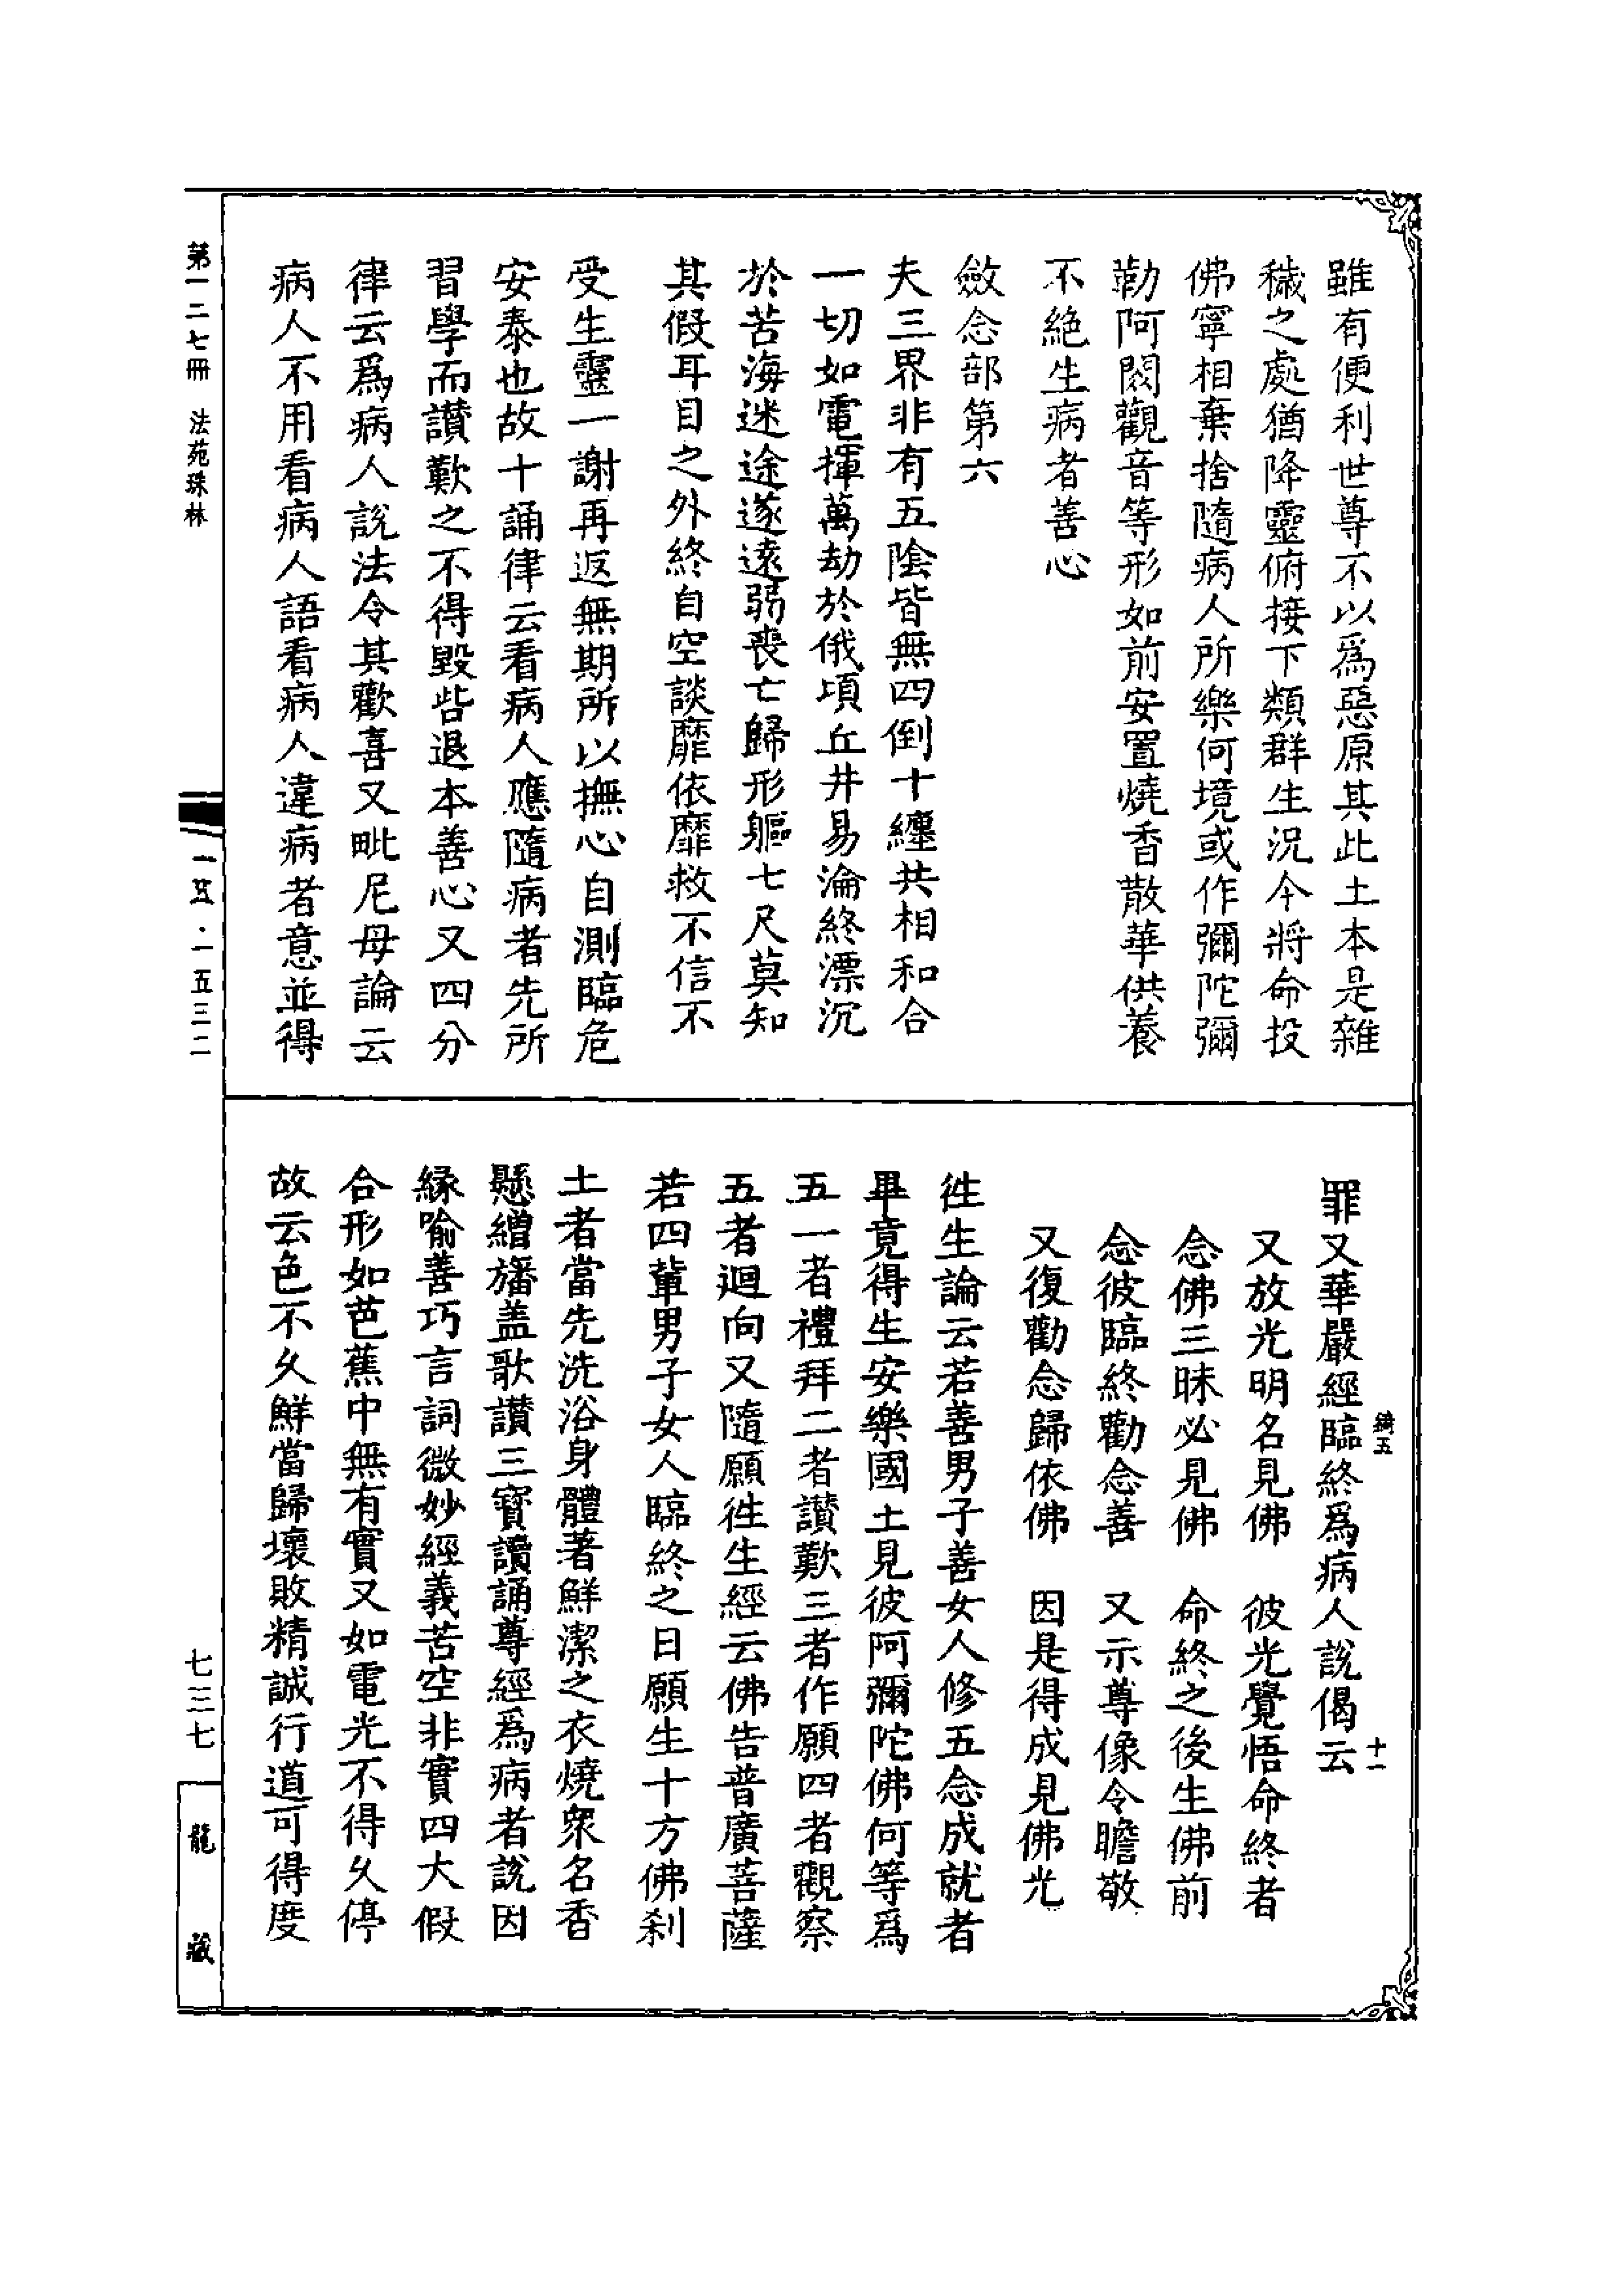 雖有便利世尊不以為惡原其此土本是雜
穢之處猶降靈俯接下類群生況今將命投
佛寧相棄捨隨病人所樂何境或作彌陀彌
勒阿閦觀音等形如前安置燒香散華供養
不絕生病者善心
斂念部第六
夫三界非有五陰皆無四倒十纏共相和合
一切如電揮萬劫於俄頃丘井易淪終漂沉
於苦海迷途遂遠弱喪亡歸形軀七尺莫知
其假耳目之外終自空談靡依靡救不信不
受生靈一謝再返無期所以撫心自測臨危
安泰也故十誦律云看病人應隨病者先所
習學而讃歎之不得毀呰退本善心又四分
律云為病人說法令其歡喜又毗尼母論云
病人不用看病人語看病人違病者意並得
罪又華嚴經臨終為病人說偈云
又放光明名見佛　彼光覺悟命終者
念佛三昧必見佛　命終之後生佛前
念彼臨終勸念善　又示尊像令瞻敬
又復勸念歸依佛　因是得成見佛光
徃生論云若善男子善女人修五念成就者
畢竟得生安樂國土見彼阿彌陀佛何等為
五一者禮拜二者讃歎三者作願四者觀察
五者迴向又隨願徃生經云佛告普廣菩薩
若四輩男子女人臨終之日願生十方佛刹
土者當先洗浴身體著鮮潔之衣燒衆名香
懸繒旛盖歌讃三寶讀誦尊經為病者說因
緣喻善巧言詞微妙經義苦空非實四大假
合形如芭蕉中無有實又如電光不得久停
故云色不久鮮當歸壞敗精誠行道可得度
綺五
十一
第一二七冊　法苑珠林
一五三二
七三七
龍藏